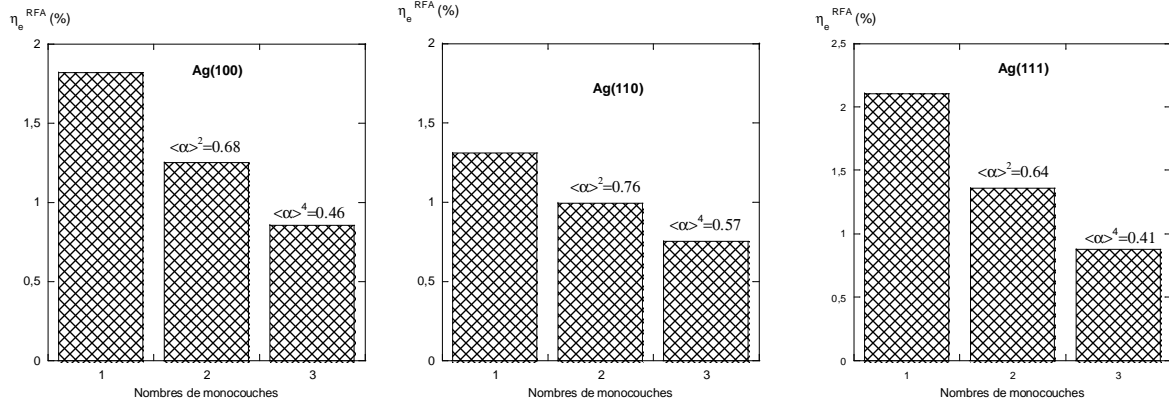 ηe RFA (%)
2
1,5
1
0,5
0
Ag(100)
<α>²=0.68
<α>⁴=0.46
1 2 3
Nombres de monocouches
ηe RFA (%)
2
1,5
1
0,5
0
Ag(110)
<α>²=0.76
<α>⁴=0.57
1 2 3
Nombres de monocouches
ηe RFA (%)
2,5
2
1,5
1
0,5
0
Ag(111)
<α>²=0.64
<α>⁴=0.41
1 2 3
Nombres de monocouches